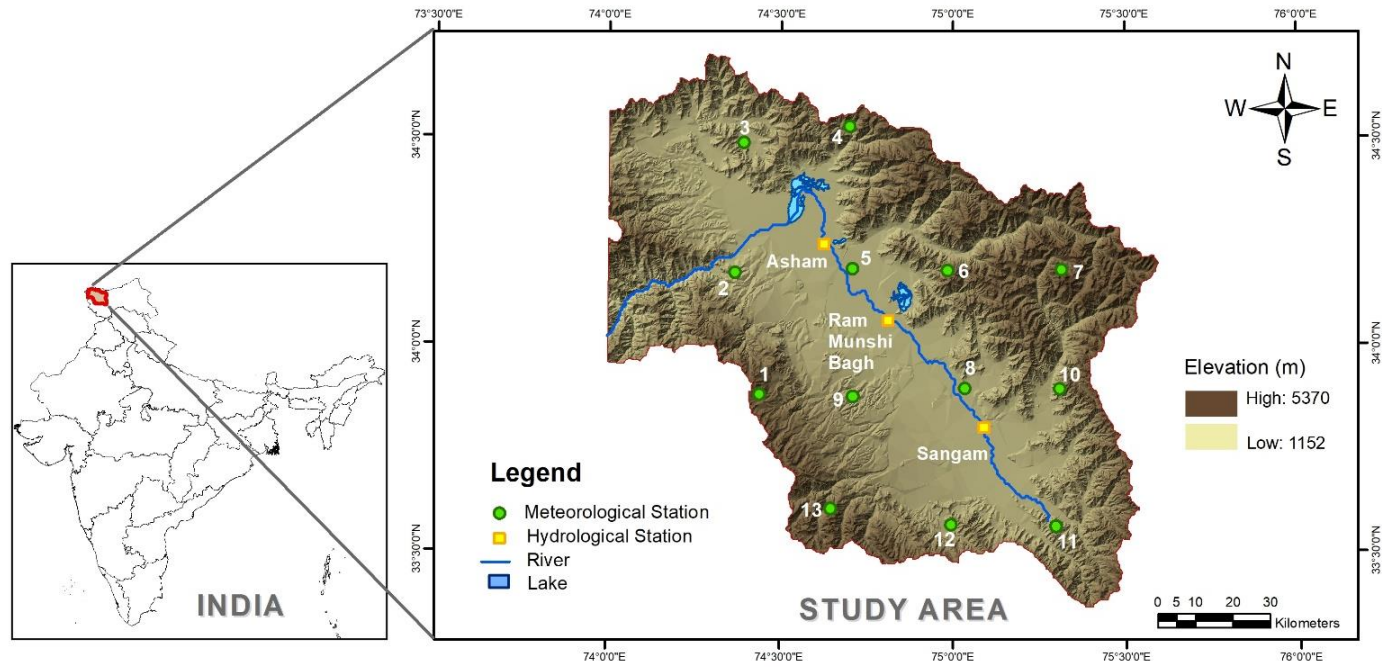 73°30'0"E
74°0'0"E
74°30'0"E
75°0'0"E
75°30'0"E
76°0'0"E
N
W
E
S
34°30'0"N
34°30'0"N
3
4
Asham
5
6
7
2
Ram
Munshi
Bagh
34°0'0"N
34°0'0"N
1
8
10
9
Elevation (m)
High: 5370
Low: 1152
Sangam
Legend
Meteorological Station
Hydrological Station
River
Lake
13
12
11
33°30'0"N
33°30'0"N
INDIA
STUDY AREA
0 5 10 20 30
Kilometers
74°0'0"E
74°30'0"E
75°0'0"E
75°30'0"E
76°0'0"E